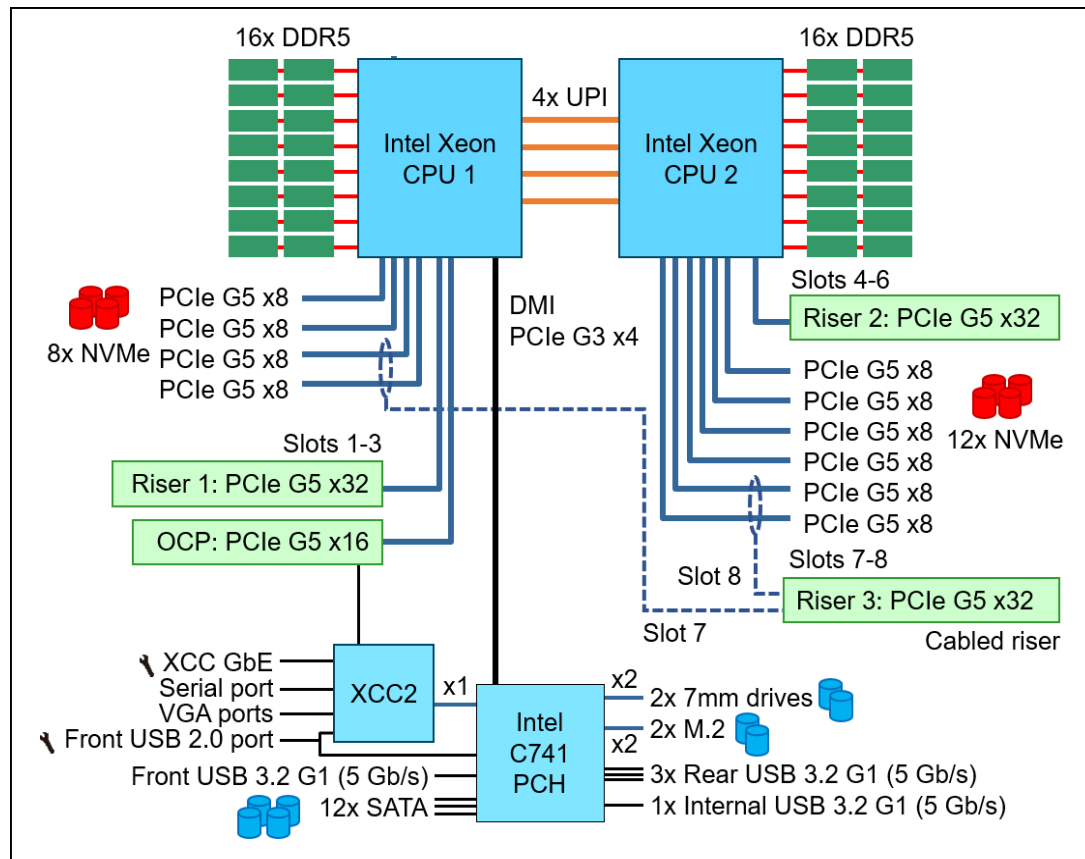 16x DDR5
16x DDR5
4x UPI
Intel Xeon
CPU 1
Intel Xeon
CPU 2
PCIe G5 x8
PCIe G5 x8
PCIe G5 x8
PCIe G5 x8
8x NVMe
DMI
PCIe G3 x4
Slots 4-6
Riser 2: PCIe G5 x32
PCIe G5 x8
PCIe G5 x8
PCIe G5 x8
PCIe G5 x8
PCIe G5 x8
PCIe G5 x8
12x NVMe
Slots 1-3
Riser 1: PCIe G5 x32
OCP: PCIe G5 x16
Slots 7-8
Slot 8
Riser 3: PCIe G5 x32
Slot 7
Cabled riser
XCC GbE
Serial port
VGA ports
Front USB 2.0 port
XCC2
x1
Intel
C741
PCH
x2
2x 7mm drives
2x M.2
x2
Front USB 3.2 G1 (5 Gb/s)
12x SATA
3x Rear USB 3.2 G1 (5 Gb/s)
1x Internal USB 3.2 G1 (5 Gb/s)